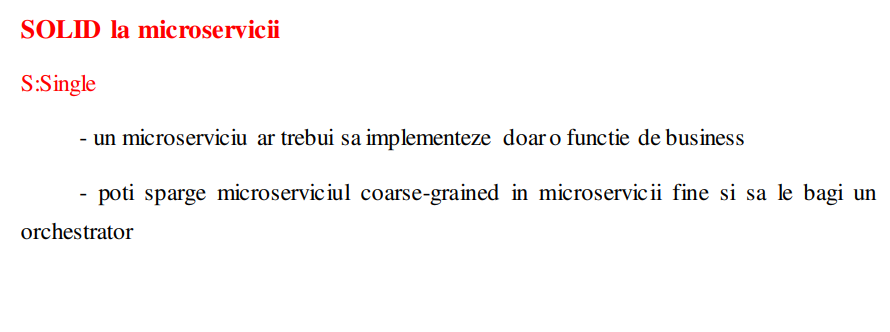 SOLID la microservicii
S:Single
- un microserviciu ar trebui sa implementeze doar o functie de business
- poti sparge microserviciul coarse-grained in microservicii fine si sa le bagi un
orchestrator